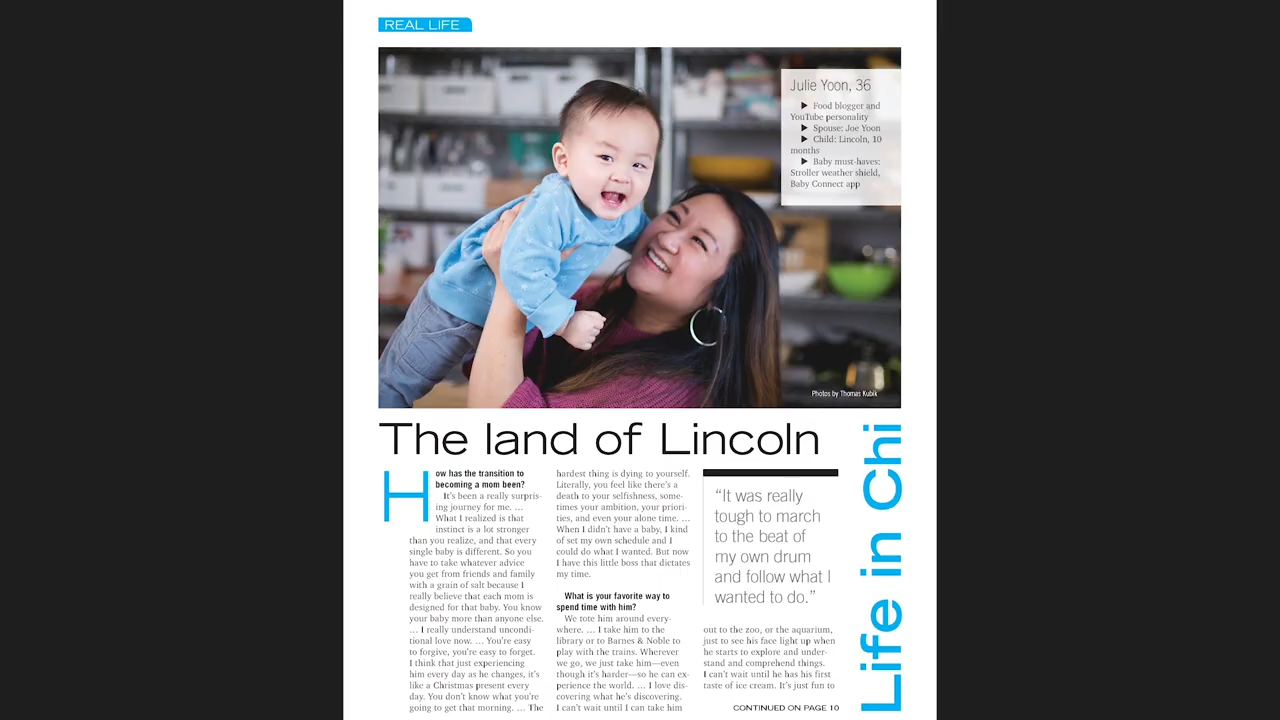 REAL LIFE
Julie Yoon, 36
▶ Food blogger and
YouTube personality
▶ Spouse: Joe Yoon
▶ Child: Lincoln, 10
months
▶ Baby must-haves:
Stroller weather shield,
Baby Connect app
Photos by Thomas Kubik
The land of Lincoln
How has the transition to
becoming a mom been?
It's been a really surpris-
ing journey for me. ...
What I realized is that
instinct is a lot stronger
than you realize, and that every
single baby is different. So you
have to take whatever advice
you get from friends and family
with a grain of salt because I
really believe that each mom is
designed for that baby. You know
your baby more than anyone else.
... I really understand uncondi-
tional love now. ... You're easy
to forgive, you're easy to forget.
I think that just experiencing
him every day as he changes, it's
like a Christmas present every
day. You don't know what you're
going to get that morning. ... The
hardest thing is dying to yourself.
Literally, you feel like there's a
death to your selfishness, some-
times your ambition, your priori-
ties, and even your alone time. ...
When I didn't have a baby, I kind
of set my own schedule and I
could do what I wanted. But now
I have this little boss that dictates
my time.
What is your favorite way to
spend time with him?
We tote him around every-
where. ... I take him to the
library or to Barnes & Noble to
play with the trains. Wherever
we go, we just take him—even
though it's harder—so he can ex-
perience the world. ... I love dis-
covering what he's discovering.
I can't wait until I can take him
"It was really
tough to march
to the beat of
my own drum
and follow what I
wanted to do."
out to the zoo, or the aquarium,
just to see his face light up when
he starts to explore and under-
stand and comprehend things.
I can't wait until he has his first
taste of ice cream. It's just fun to
CONTINUED ON PAGE 10
Life in Chi